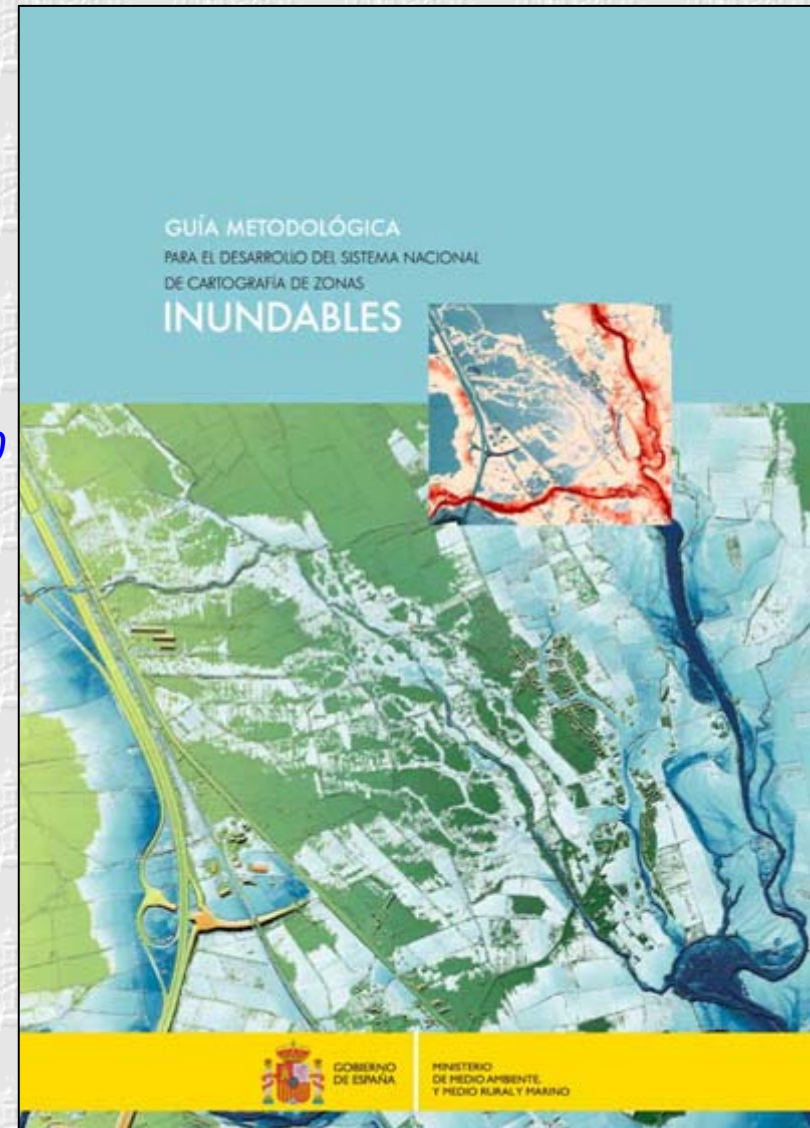 GUÍA METODOLÓGICA
PARA EL DESARROLLO DEL SISTEMA NACIONAL
DE CARTOGRAFÍA DE ZONAS
INUNDABLES
GOBIERNO
DE ESPAÑA
MINISTERIO
DE MEDIO AMBIENTE,
Y MEDIO RURAL Y MARINO